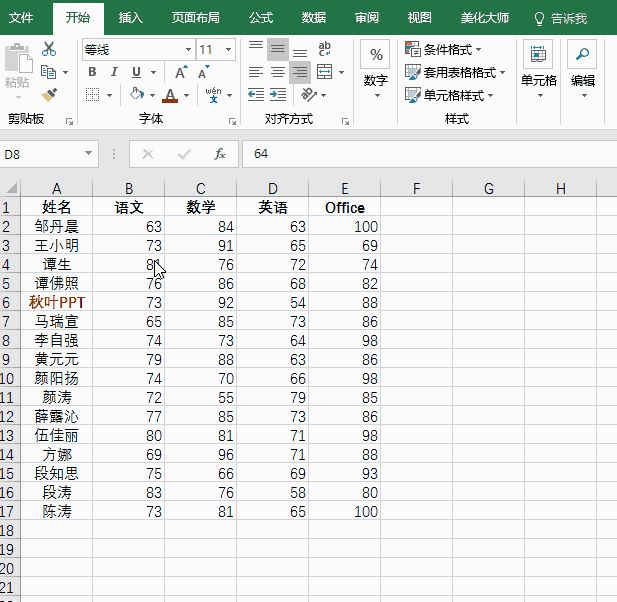 文件 开始 插入 页面布局 公式 数据 审阅 视图 美化大师 告诉我
等线 11
粘贴
B I U A A
wén 文
ab
%
数字
条件格式
套用表格格式
单元格样式
单元格 编辑
剪贴板 字体 对齐方式 样式
D8 fx 64
A B C D E F G H
1 姓名 语文 数学 英语 Office
2 邹丹晨 63 84 63 100
3 王小明 73 91 65 69
4 谭生 81 76 72 74
5 谭佛照 76 86 68 82
6 秋叶PPT 73 92 54 88
7 马瑞宣 65 85 73 86
8 李自强 74 73 64 98
9 黄元元 79 88 63 86
10 颜阳扬 74 70 66 98
11 颜涛 72 55 79 85
12 薛露沁 77 85 73 86
13 伍佳丽 80 81 71 98
14 方娜 69 96 71 88
15 段知思 75 66 69 93
16 段涛 83 76 58 80
17 陈涛 73 81 65 100
18
19
20
21